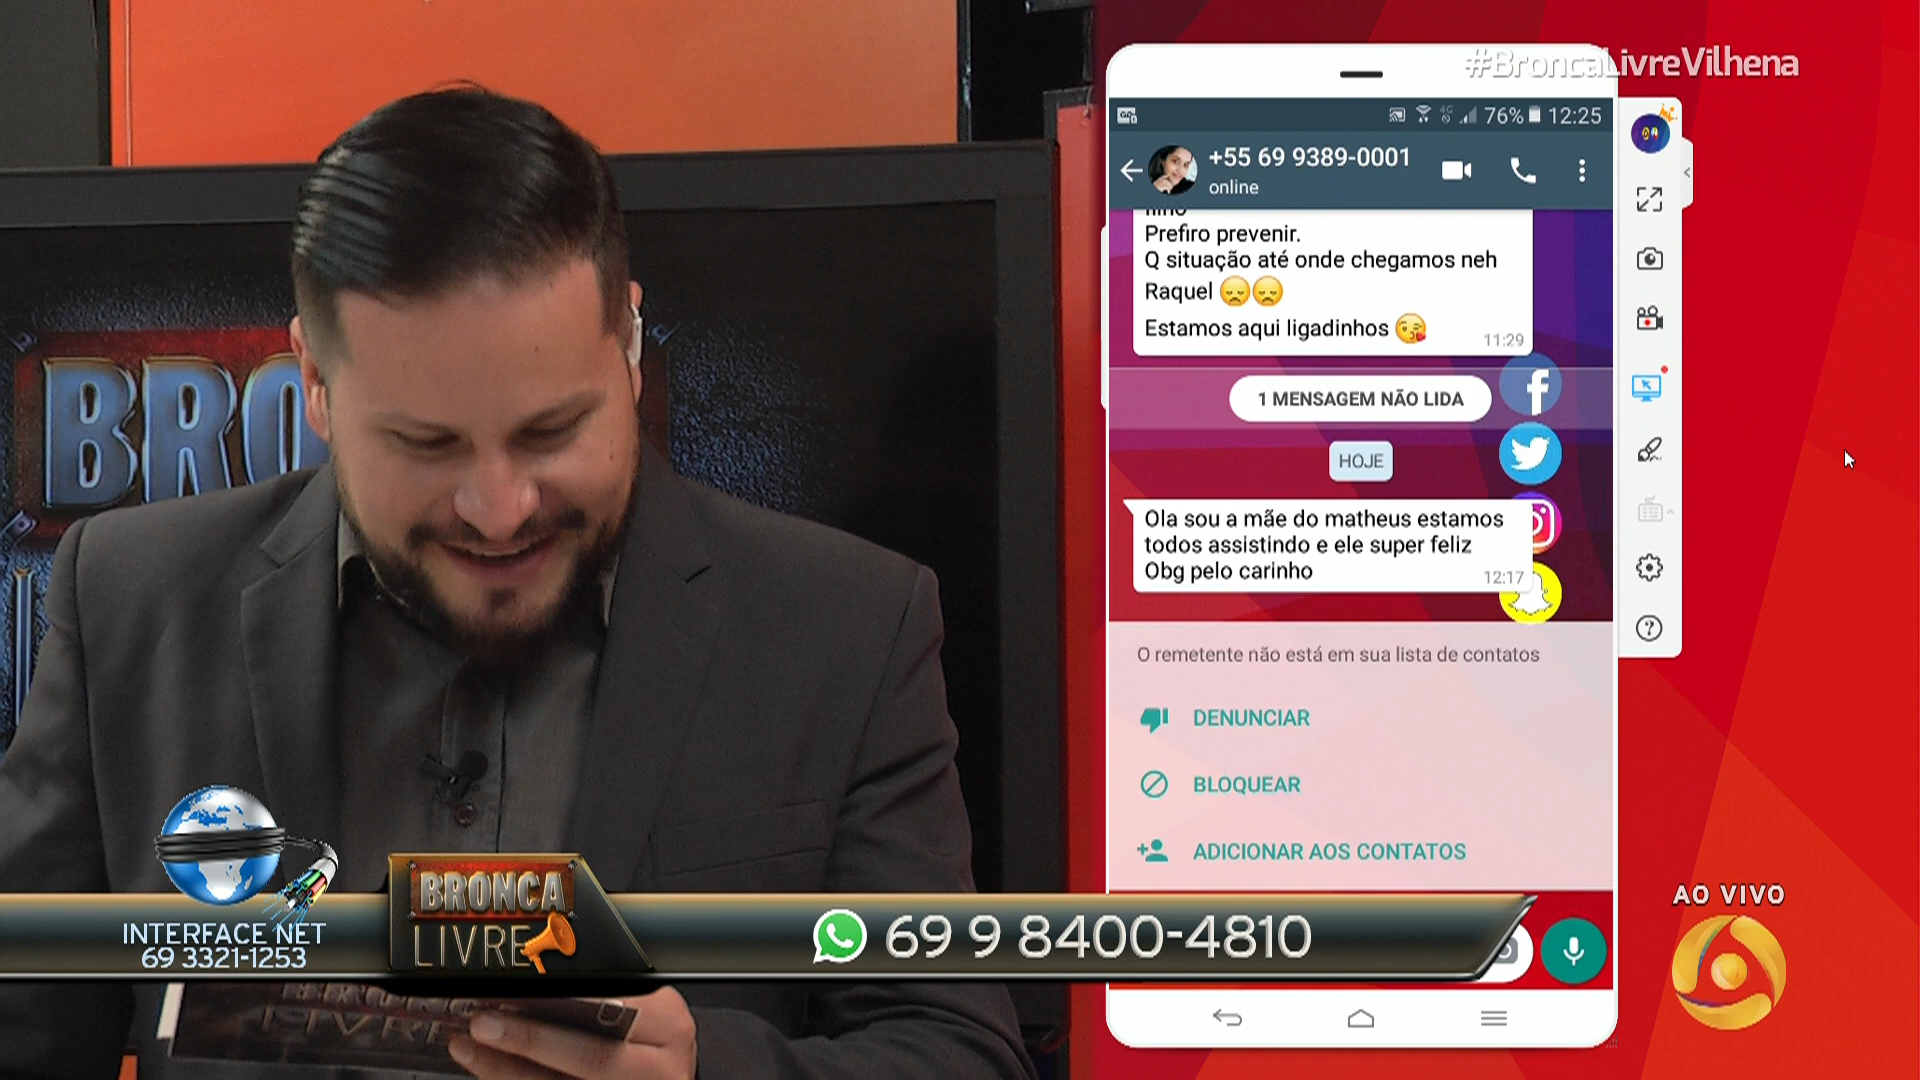 #BroncaLivreVilhena
76% 12:25
+55 69 9389-0001
online
Prefiro prevenir.
Q situação até onde chegamos neh
Raquel 😞😞
Estamos aqui ligadinhos 😘
11:29
1 MENSAGEM NÃO LIDA
HOJE
Ola sou a mãe do matheus estamos
todos assistindo e ele super feliz
Obg pelo carinho
12:17
O remetente não está em sua lista de contatos
DENUNCIAR
BLOQUEAR
ADICIONAR AOS CONTATOS
BRO
INTERFACE NET
69 3321-1253
BRONCA
LIVRE
69 9 8400-4810
AO VIVO
BRONC
LIVRE